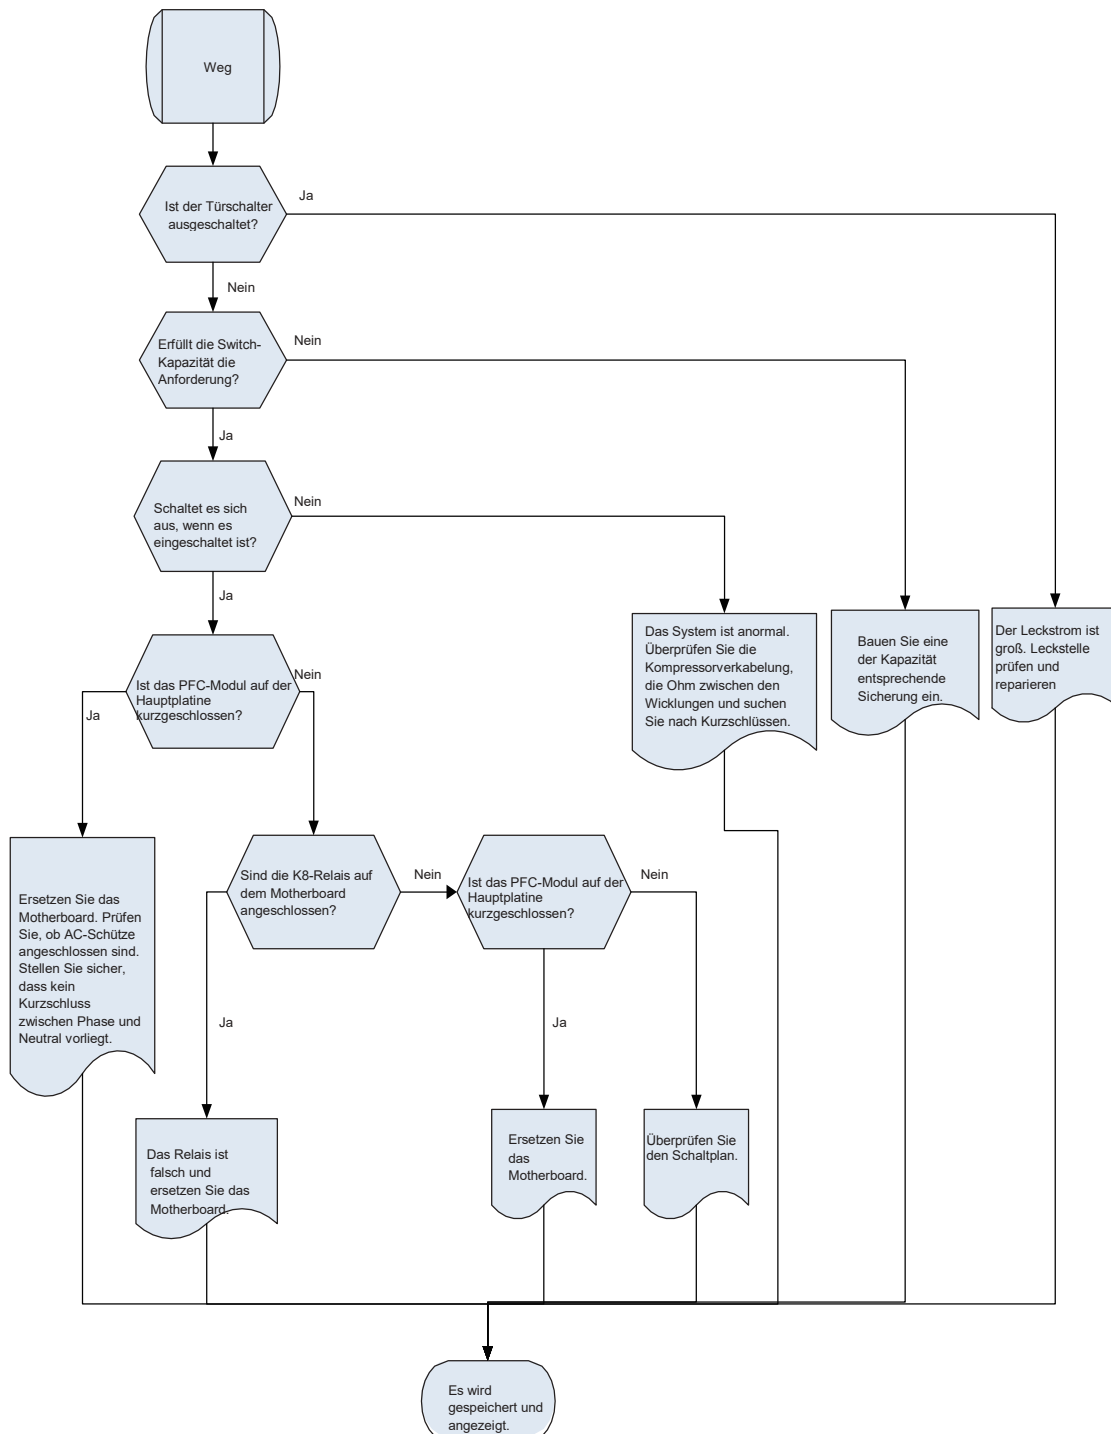 Weg
Ist der Türschalter
ausgeschaltet?
Ja
Nein
Erfüllt die Switch-
Kapazität die
Anforderung?
Nein
Ja
Schaltet es sich
aus, wenn es
eingeschaltet ist?
Nein
Ja
Ist das PFC-Modul auf der
Hauptplatine
kurzgeschlossen?
Nein
Ja
Das System ist anormal.
Überprüfen Sie die
Kompressorverkabelung,
die Ohm zwischen den
Wicklungen und suchen
Sie nach Kurzschlüssen.
Bauen Sie eine
der Kapazität
entsprechende
Sicherung ein.
Der Leckstrom ist
groß. Leckstelle
prüfen und
reparieren
Ersetzen Sie das
Motherboard. Prüfen
Sie, ob AC-Schütze
angeschlossen sind.
Stellen Sie sicher,
dass kein
Kurzschluss
zwischen Phase und
Neutral vorliegt.
Sind die K8-Relais auf
dem Motherboard
angeschlossen?
Nein
Ja
Ist das PFC-Modul auf der
Hauptplatine
kurzgeschlossen?
Nein
Ja
Das Relais ist
falsch und
ersetzen Sie das
Motherboard.
Ersetzen Sie
das
Motherboard.
Überprüfen Sie
den Schaltplan.
Es wird
gespeichert und
angezeigt.